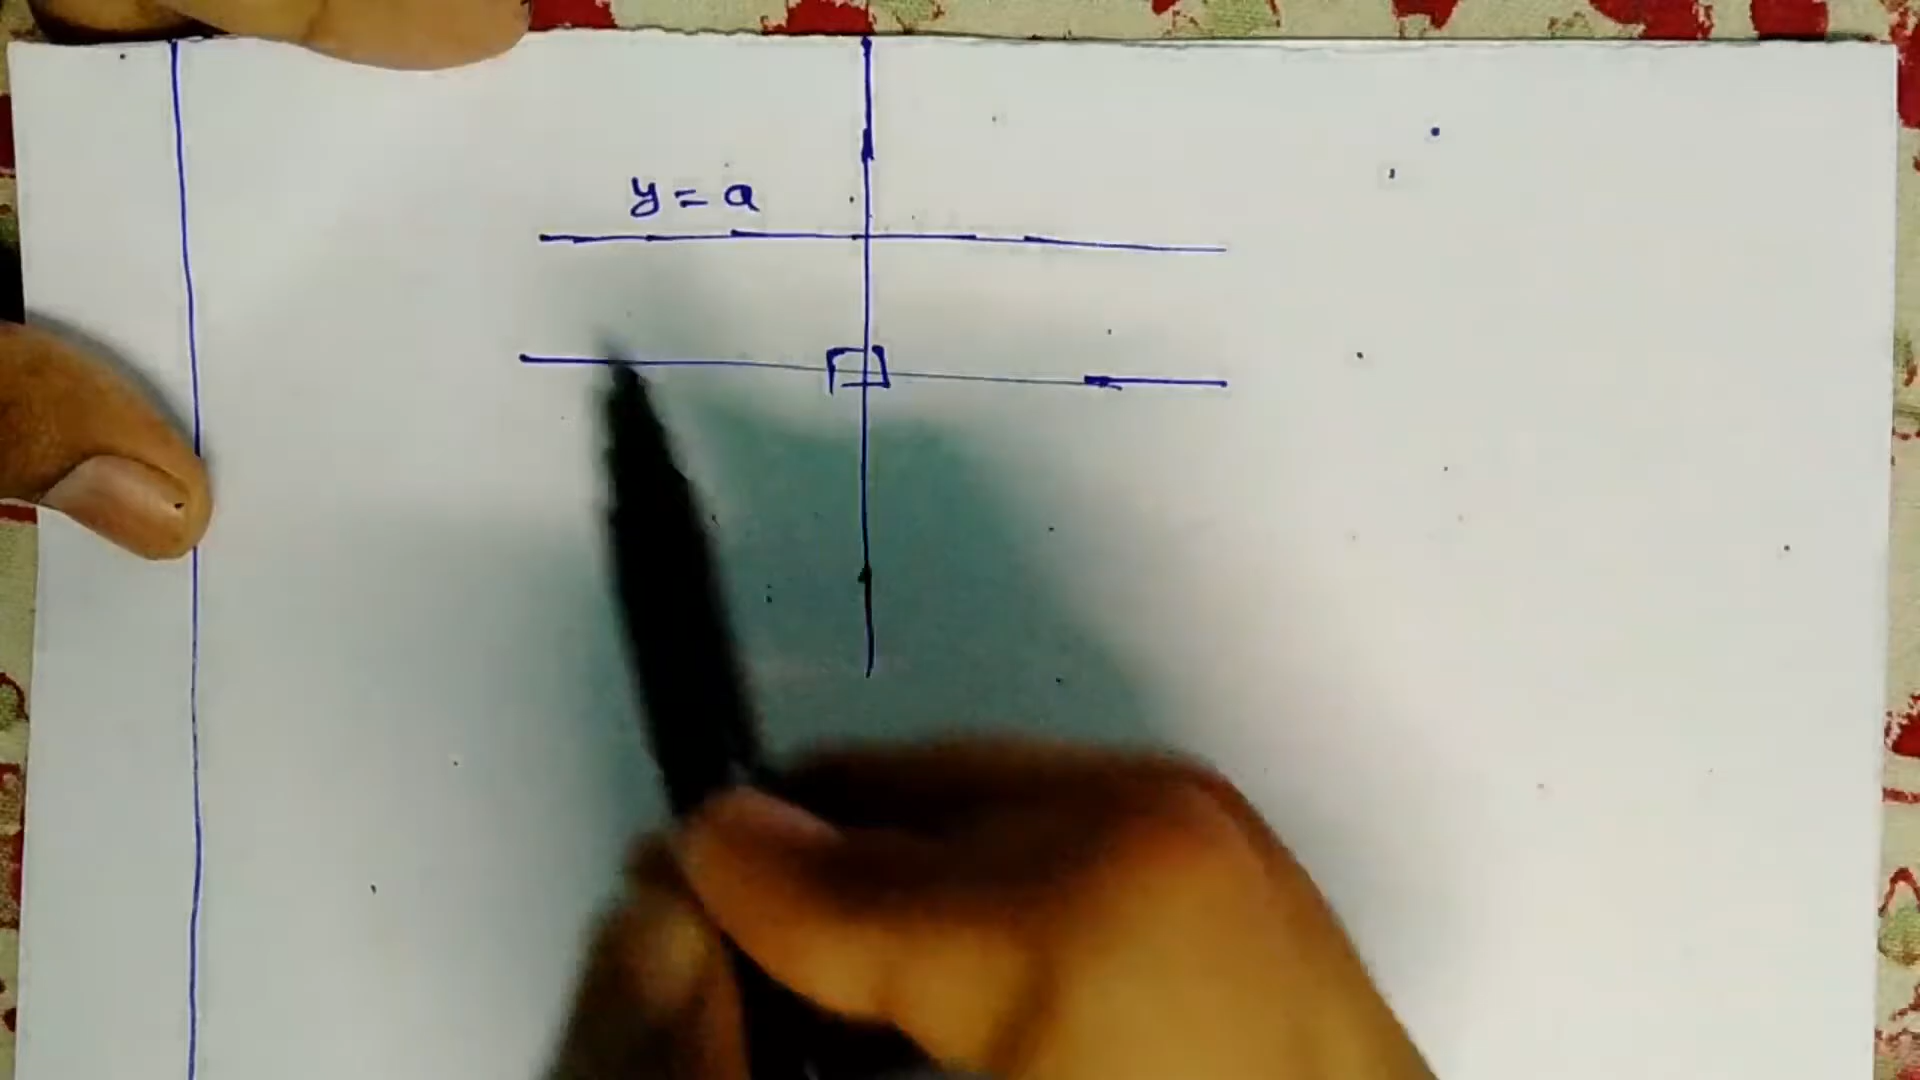 y = a